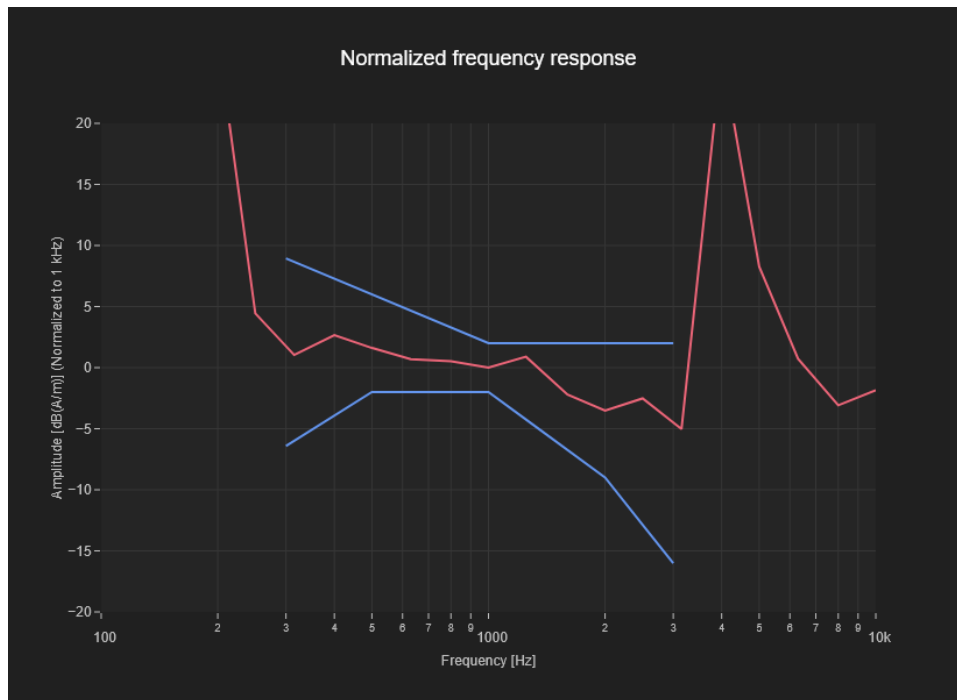 Normalized frequency response
Amplitude [dB(A/m)] (Normalized to 1 kHz)
20
15
10
5
0
−5
−10
−15
−20
100 2 3 4 5 6 7 8 9 1000 2 3 4 5 6 7 8 9 10k
Frequency [Hz]